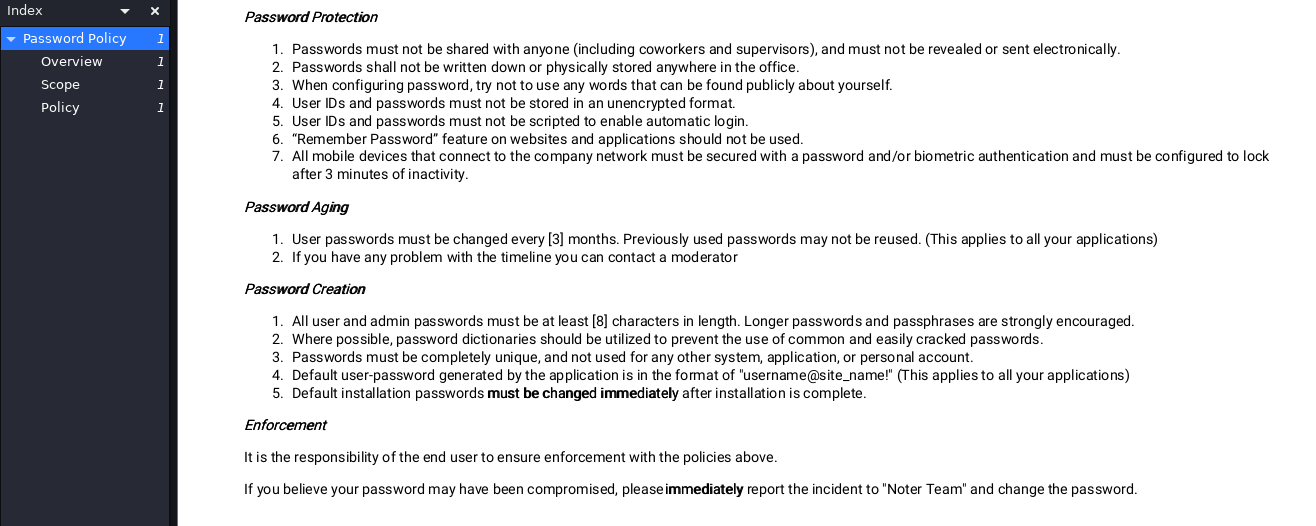 Index
Password Policy 1
Overview 1
Scope 1
Policy 1
Password Protection
1. Passwords must not be shared with anyone (including coworkers and supervisors), and must not be revealed or sent electronically.
2. Passwords shall not be written down or physically stored anywhere in the office.
3. When configuring password, try not to use any words that can be found publicly about yourself.
4. User IDs and passwords must not be stored in an unencrypted format.
5. User IDs and passwords must not be scripted to enable automatic login.
6. “Remember Password” feature on websites and applications should not be used.
7. All mobile devices that connect to the company network must be secured with a password and/or biometric authentication and must be configured to lock
after 3 minutes of inactivity.
Password Aging
1. User passwords must be changed every [3] months. Previously used passwords may not be reused. (This applies to all your applications)
2. If you have any problem with the timeline you can contact a moderator
Password Creation
1. All user and admin passwords must be at least [8] characters in length. Longer passwords and passphrases are strongly encouraged.
2. Where possible, password dictionaries should be utilized to prevent the use of common and easily cracked passwords.
3. Passwords must be completely unique, and not used for any other system, application, or personal account.
4. Default user-password generated by the application is in the format of "username@site_name!" (This applies to all your applications)
5. Default installation passwords must be changed immediately after installation is complete.
Enforcement
It is the responsibility of the end user to ensure enforcement with the policies above.
If you believe your password may have been compromised, please immediately report the incident to "Noter Team" and change the password.